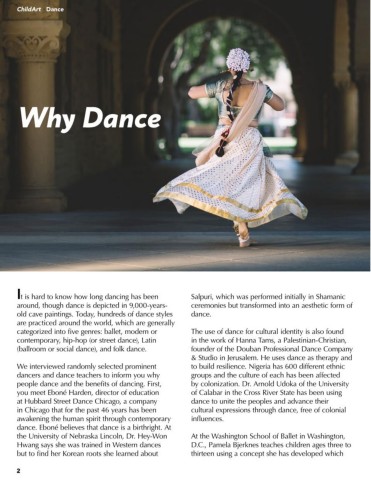 ChildArt Dance
Why Dance
It is hard to know how long dancing has been
around, though dance is depicted in 9,000-years-
old cave paintings. Today, hundreds of dance styles
are practiced around the world, which are generally
categorized into five genres: ballet, modern or
contemporary, hip-hop (or street dance), Latin
(ballroom or social dance), and folk dance.
We interviewed randomly selected prominent
dancers and dance teachers to inform you why
people dance and the benefits of dancing. First,
you meet Eboné Harden, director of education
at Hubbard Street Dance Chicago, a company
in Chicago that for the past 46 years has been
awakening the human spirit through contemporary
dance. Eboné believes that dance is a birthright. At
the University of Nebraska Lincoln, Dr. Hey-Won
Hwang says she was trained in Western dances
but to find her Korean roots she learned about
Salpuri, which was performed initially in Shamanic
ceremonies but transformed into an aesthetic form of
dance.
The use of dance for cultural identity is also found
in the work of Hanna Tams, a Palestinian-Christian,
founder of the Douban Professional Dance Company
& Studio in Jerusalem. He uses dance as therapy and
to build resilience. Nigeria has 600 different ethnic
groups and the culture of each has been affected
by colonization. Dr. Arnold Udoka of the University
of Calabar in the Cross River State has been using
dance to unite the peoples and advance their
cultural expressions through dance, free of colonial
influences.
At the Washington School of Ballet in Washington,
D.C., Pamela Bjerknes teaches children ages three to
thirteen using a concept she has developed which
2